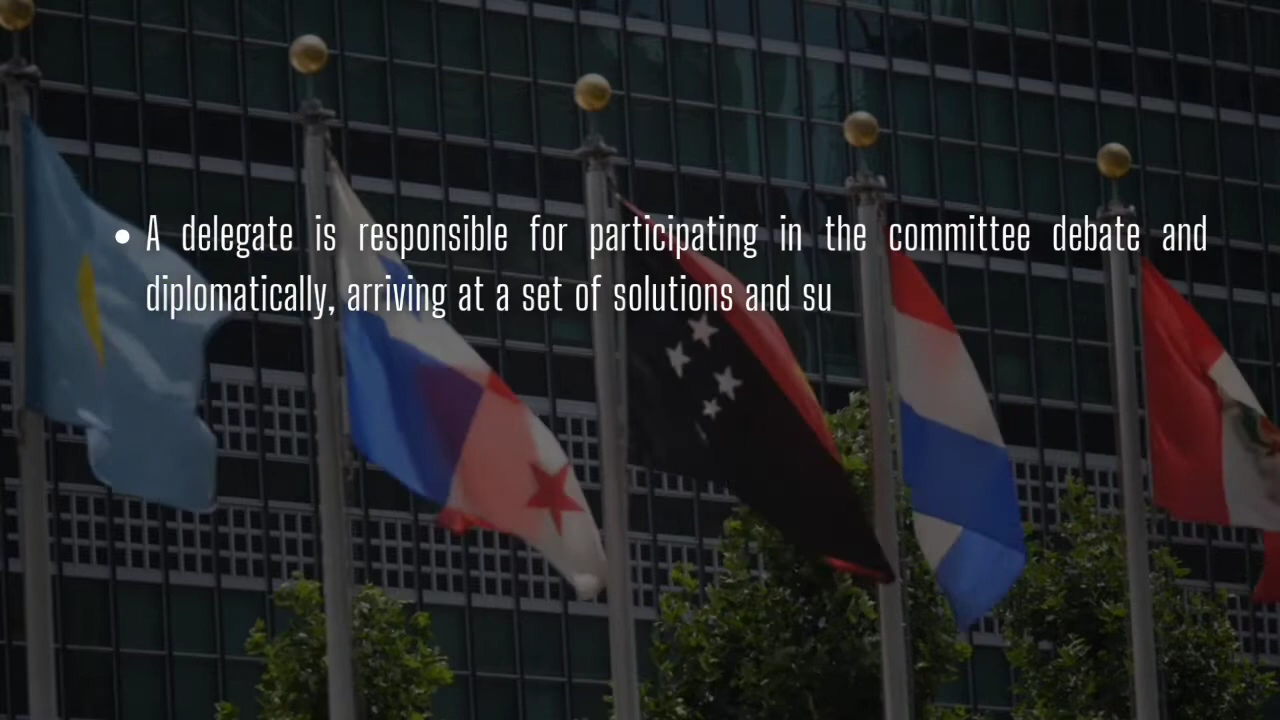 • A delegate is responsible for participating in the committee debate and
diplomatically, arriving at a set of solutions and su